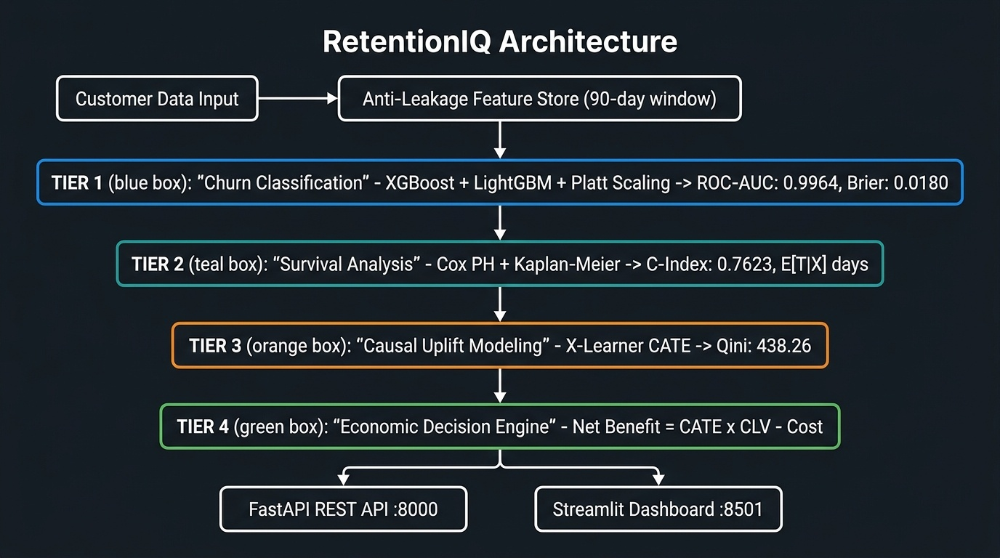 RetentionIQ Architecture
Customer Data Input
Anti-Leakage Feature Store (90-day window)
TIER 1 (blue box): "Churn Classification" - XGBoost + LightGBM + Platt Scaling -> ROC-AUC: 0.9964, Brier: 0.0180
TIER 2 (teal box): "Survival Analysis" - Cox PH + Kaplan-Meier -> C-Index: 0.7623, E[T|X] days
TIER 3 (orange box): "Causal Uplift Modeling" - X-Learner CATE -> Qini: 438.26
TIER 4 (green box): "Economic Decision Engine" - Net Benefit = CATE x CLV - Cost
FastAPI REST API :8000
Streamlit Dashboard :8501